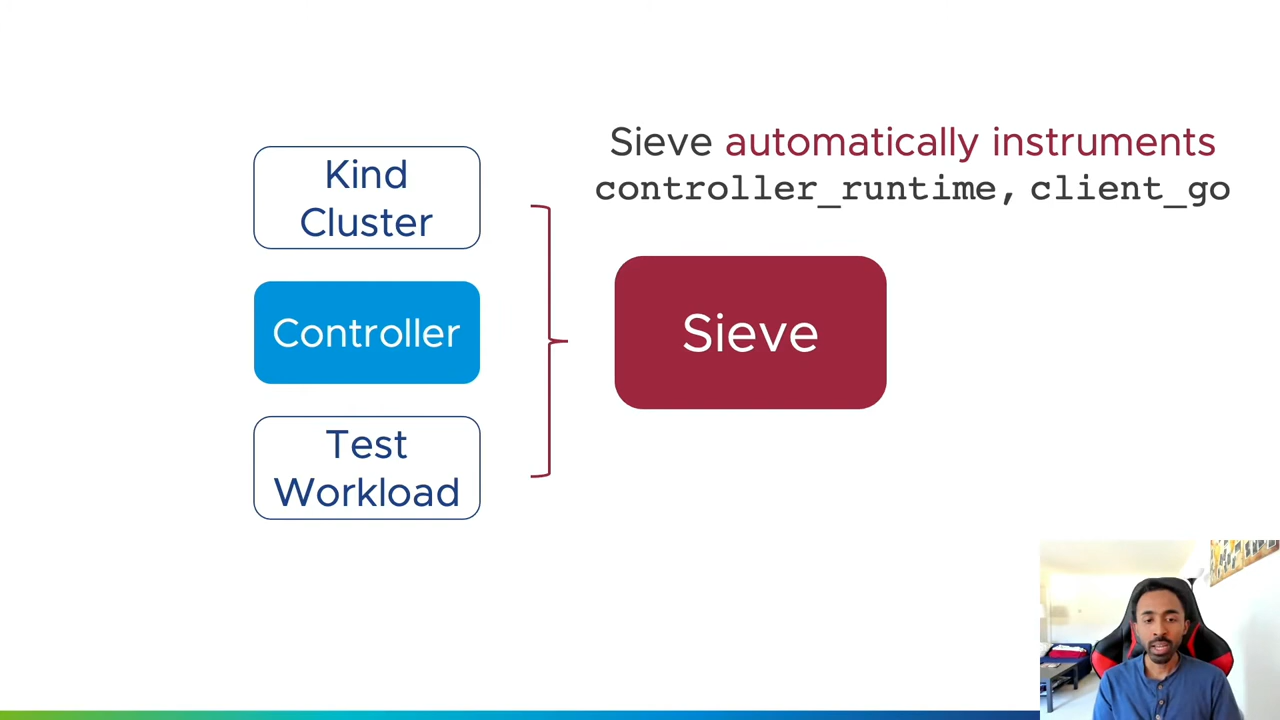 Sieve automatically instruments
controller_runtime, client_go
Kind
Cluster
Controller
Test
Workload
Sieve